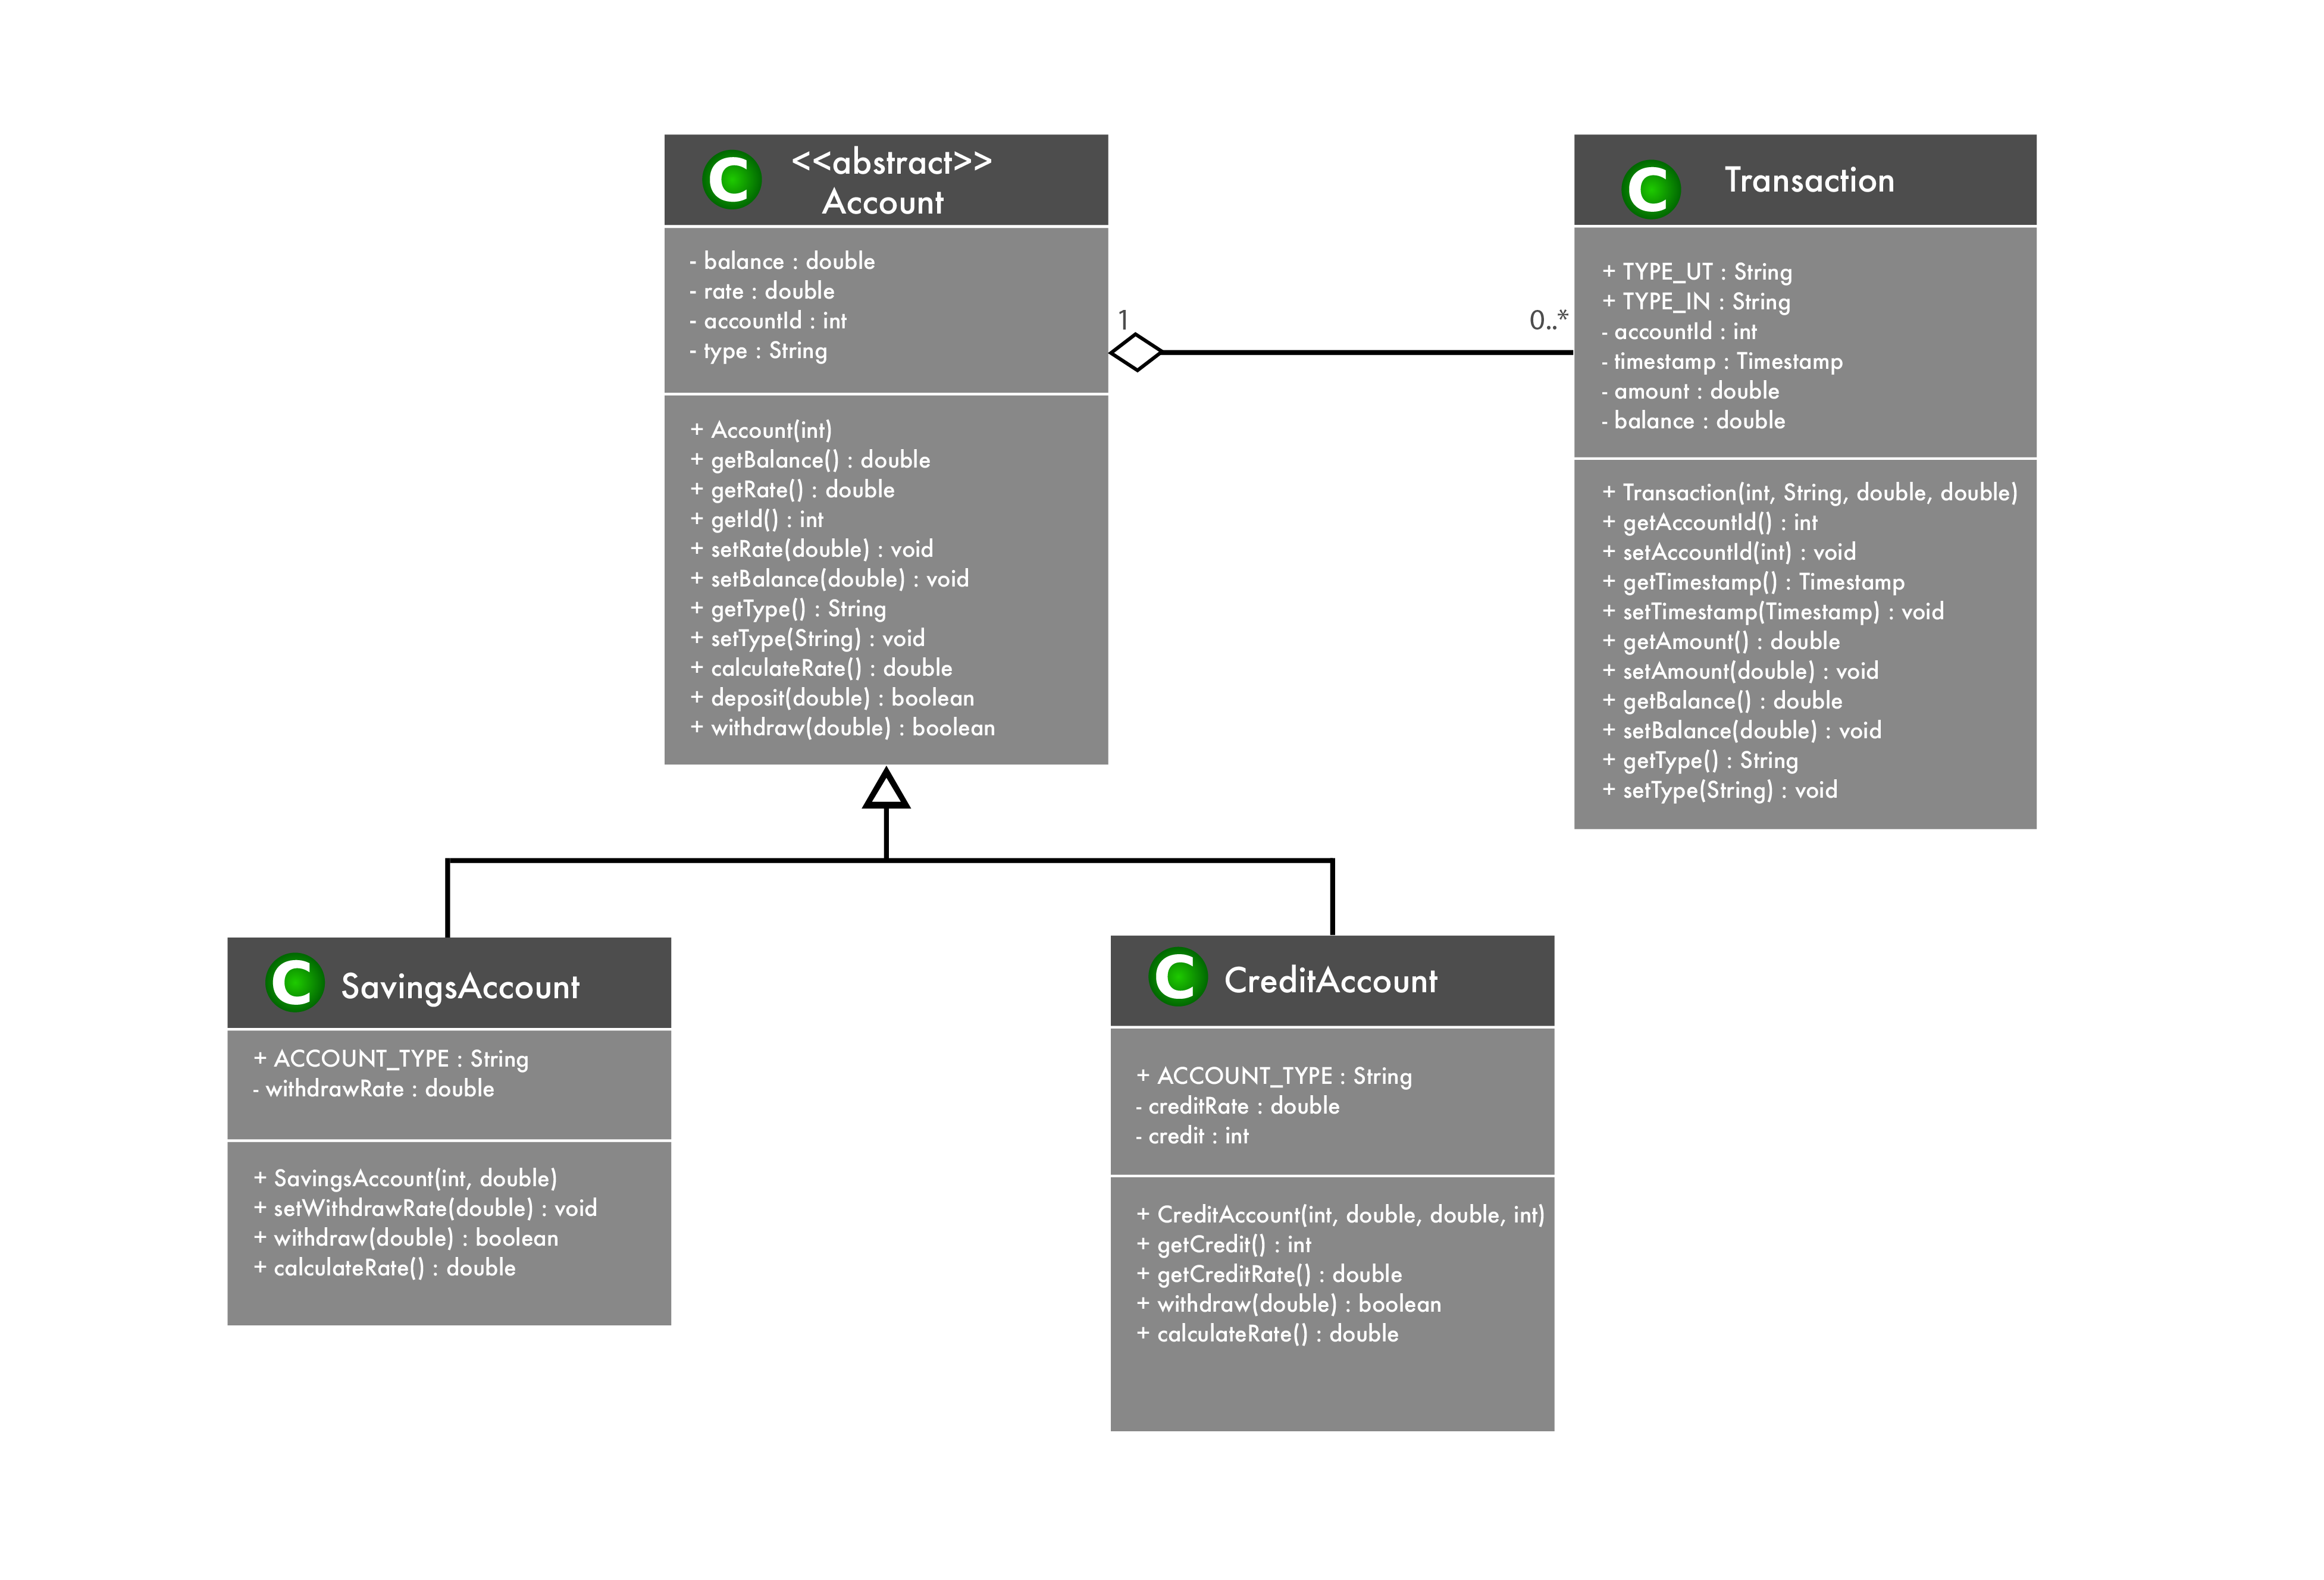 C
<<abstract>>
Account
- balance : double
- rate : double
- accountId : int
- type : String
+ Account(int)
+ getBalance() : double
+ getRate() : double
+ getId() : int
+ setRate(double) : void
+ setBalance(double) : void
+ getType() : String
+ setType(String) : void
+ calculateRate() : double
+ deposit(double) : boolean
+ withdraw(double) : boolean
1
0..*
C
Transaction
+ TYPE_UT : String
+ TYPE_IN : String
- accountId : int
- timestamp : Timestamp
- amount : double
- balance : double
+ Transaction(int, String, double, double)
+ getAccountId() : int
+ setAccountId(int) : void
+ getTimestamp() : Timestamp
+ setTimestamp(Timestamp) : void
+ getAmount() : double
+ setAmount(double) : void
+ getBalance() : double
+ setBalance(double) : void
+ getType() : String
+ setType(String) : void
C
SavingsAccount
+ ACCOUNT_TYPE : String
- withdrawRate : double
+ SavingsAccount(int, double)
+ setWithdrawRate(double) : void
+ withdraw(double) : boolean
+ calculateRate() : double
C
CreditAccount
+ ACCOUNT_TYPE : String
- creditRate : double
- credit : int
+ CreditAccount(int, double, double, int)
+ getCredit() : int
+ getCreditRate() : double
+ withdraw(double) : boolean
+ calculateRate() : double